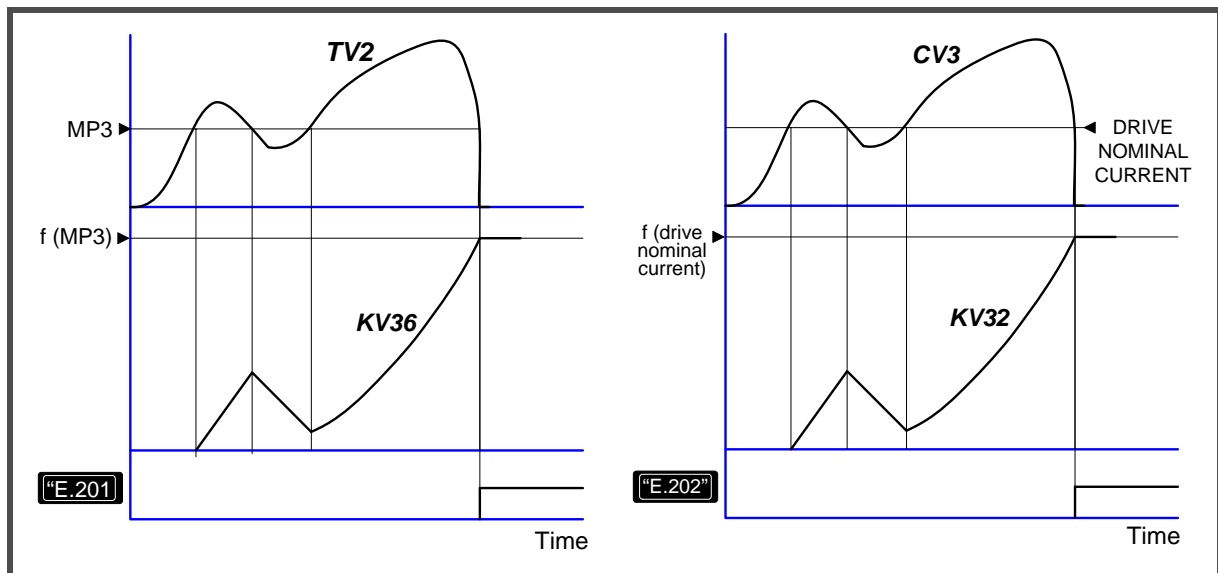 TV2
MP3
f (MP3)
KV36
“E.201
Time
CV3
DRIVE
NOMINAL
CURRENT
f (drive
nominal
current)
KV32
“E.202”
Time